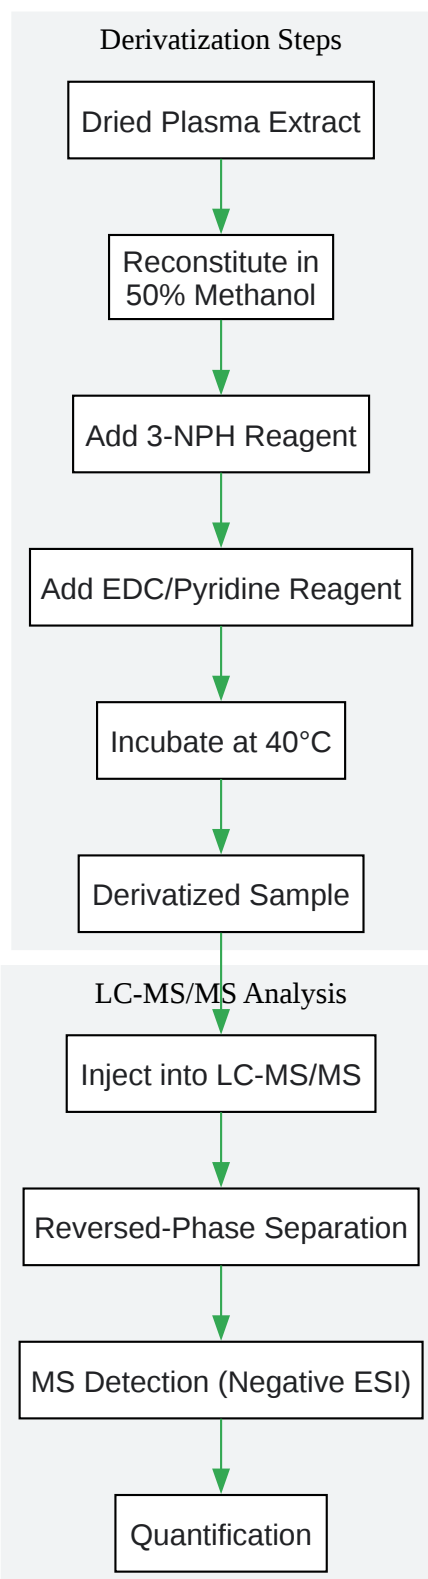 Derivatization Steps
Dried Plasma Extract
Reconstitute in
50% Methanol
Add 3-NPH Reagent
Add EDC/Pyridine Reagent
Incubate at 40°C
Derivatized Sample
LC-MS/MS Analysis
Inject into LC-MS/MS
Reversed-Phase Separation
MS Detection (Negative ESI)
Quantification